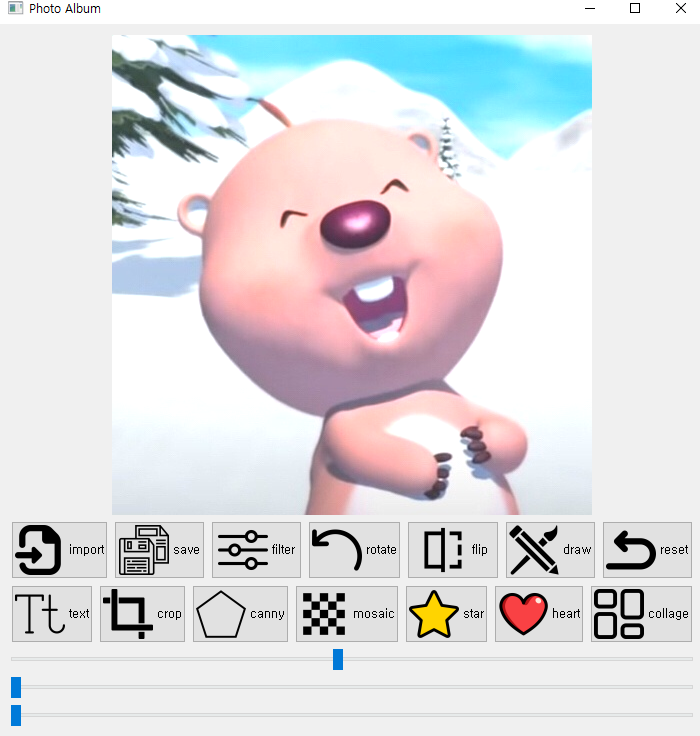 Photo Album
import save filter rotate flip draw reset
Tt text crop canny mosaic star heart collage